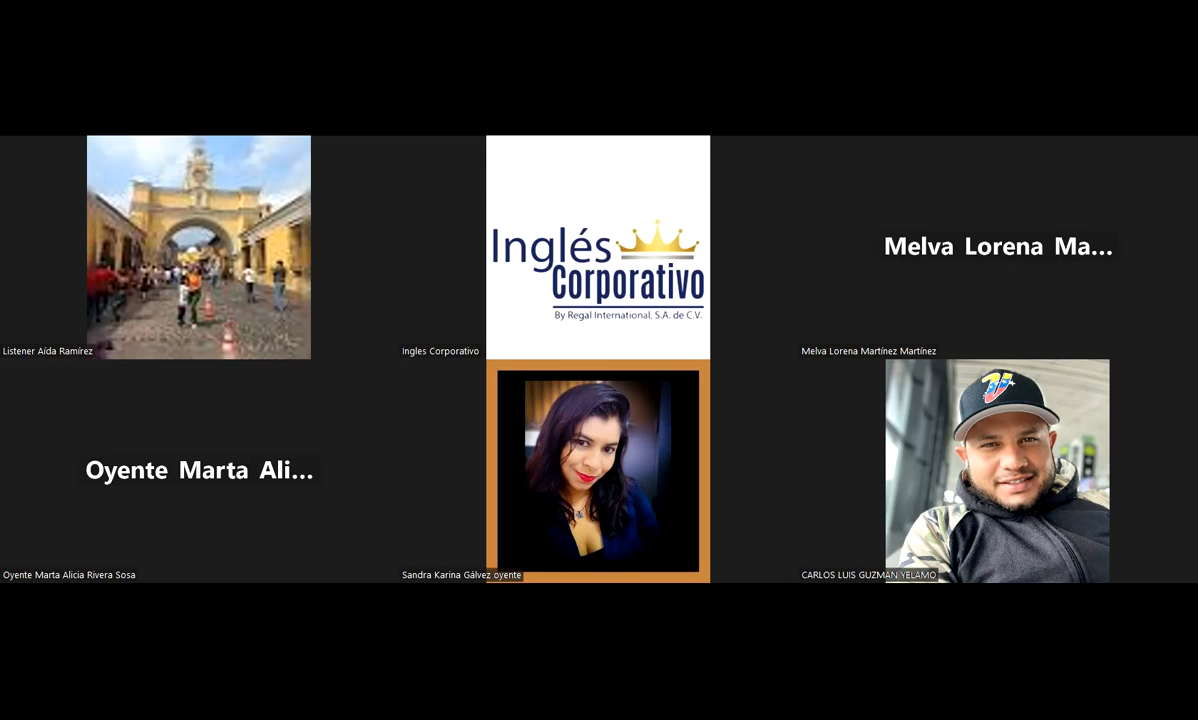 Inglés
Corporativo
By Regal International, S.A. de C.V.
Melva Lorena Ma...
Listener Aída Ramírez
Ingles Corporativo
Melva Lorena Martínez Martínez
Oyente Marta Ali...
Oyente Marta Alicia Rivera Sosa
Sandra Karina Gálvez oyente
CARLOS LUIS GUZMAN YELAMO